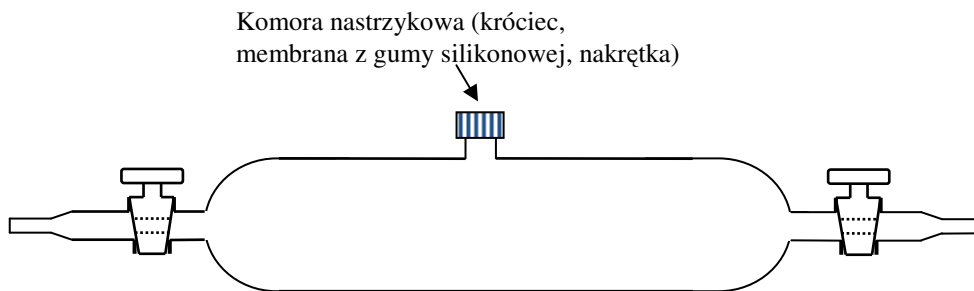 Komora nastrzykowa (króciec,
membrana z gumy silikonowej, nakrętka)